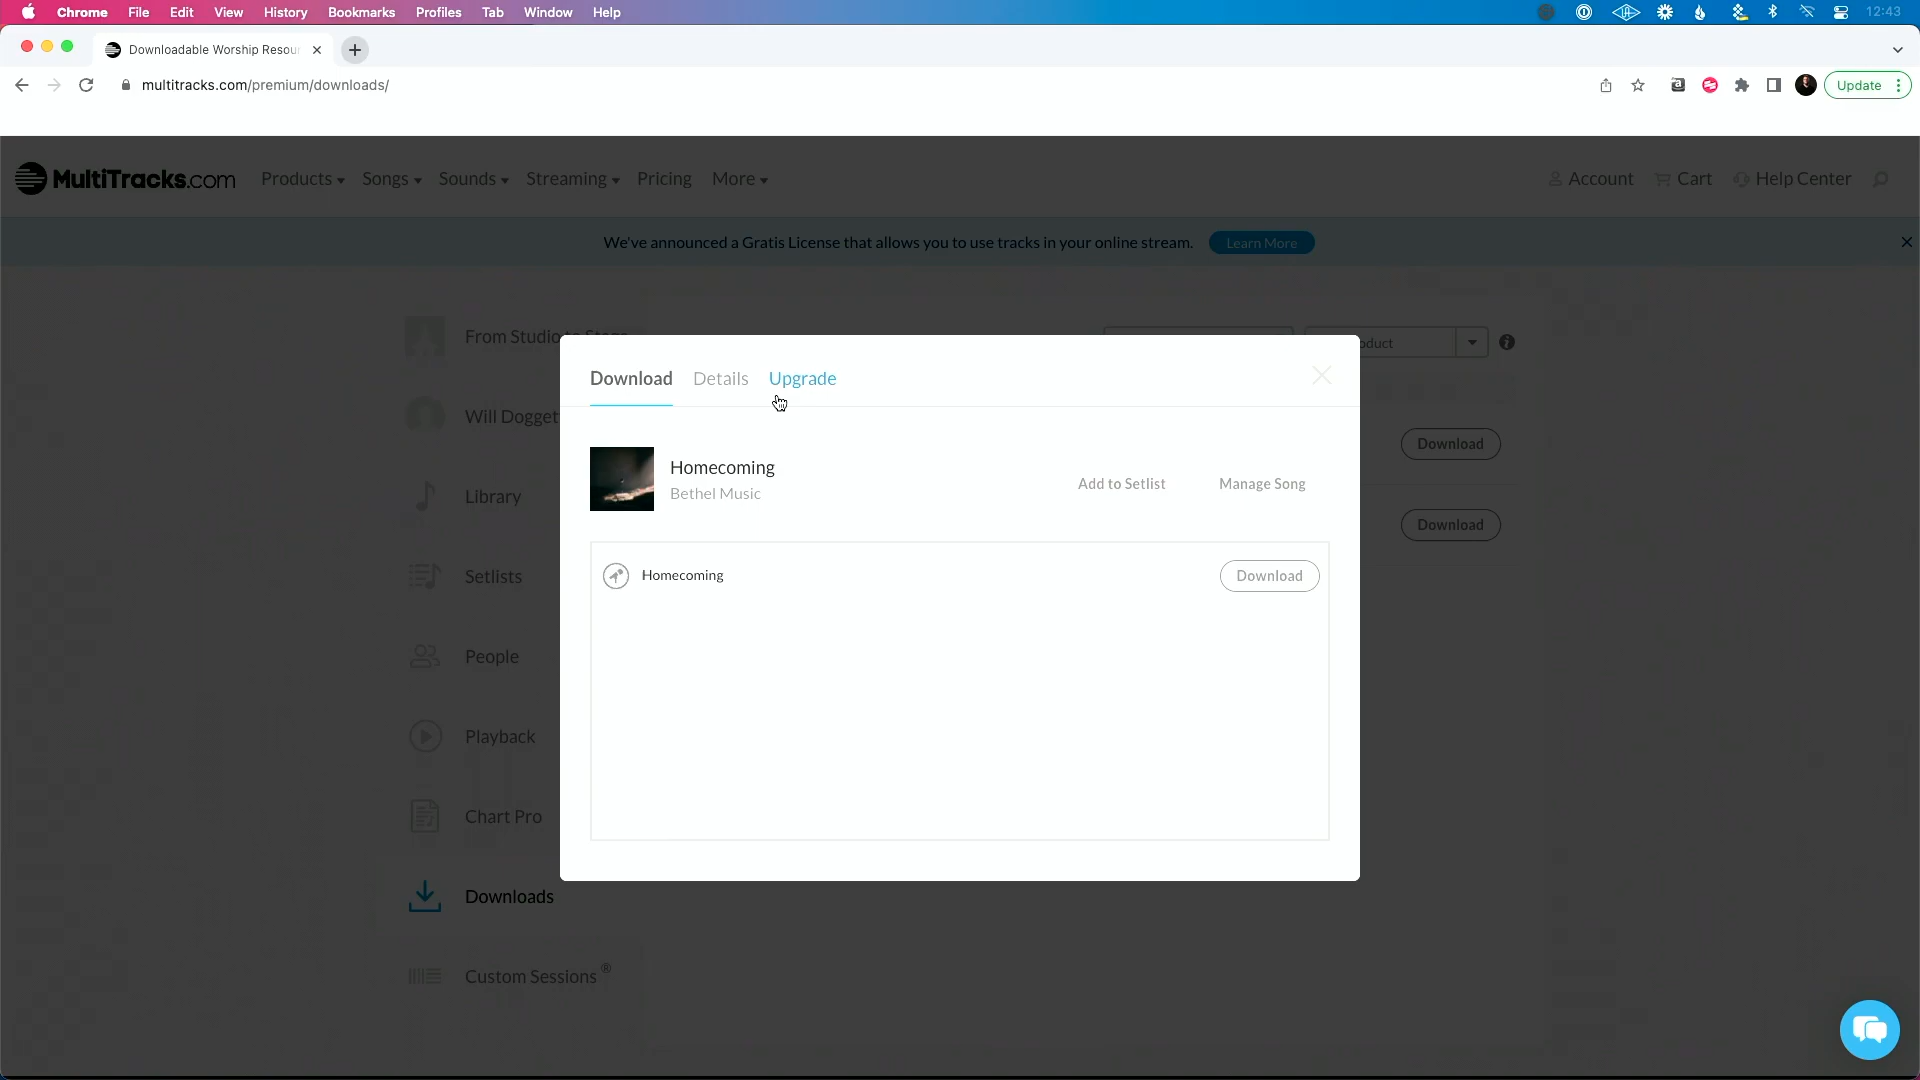 Chrome File Edit View History Bookmarks Profiles Tab Window Help 12:43
Downloadable Worship Resou
multitracks.com/premium/downloads/ Update
MultiTracks.com Products Songs Sounds Streaming Pricing More Account Cart Help Center
We've announced a Gratis License that allows you to use tracks in your online stream. Learn More
From Studio to Stage
oduct
Download Details Upgrade
Will Dogget
Download
Homecoming
Bethel Music
Add to Setlist Manage Song
Library
Download
Homecoming Download
Setlists
People
Playback
Chart Pro
Downloads
Custom Sessions ®